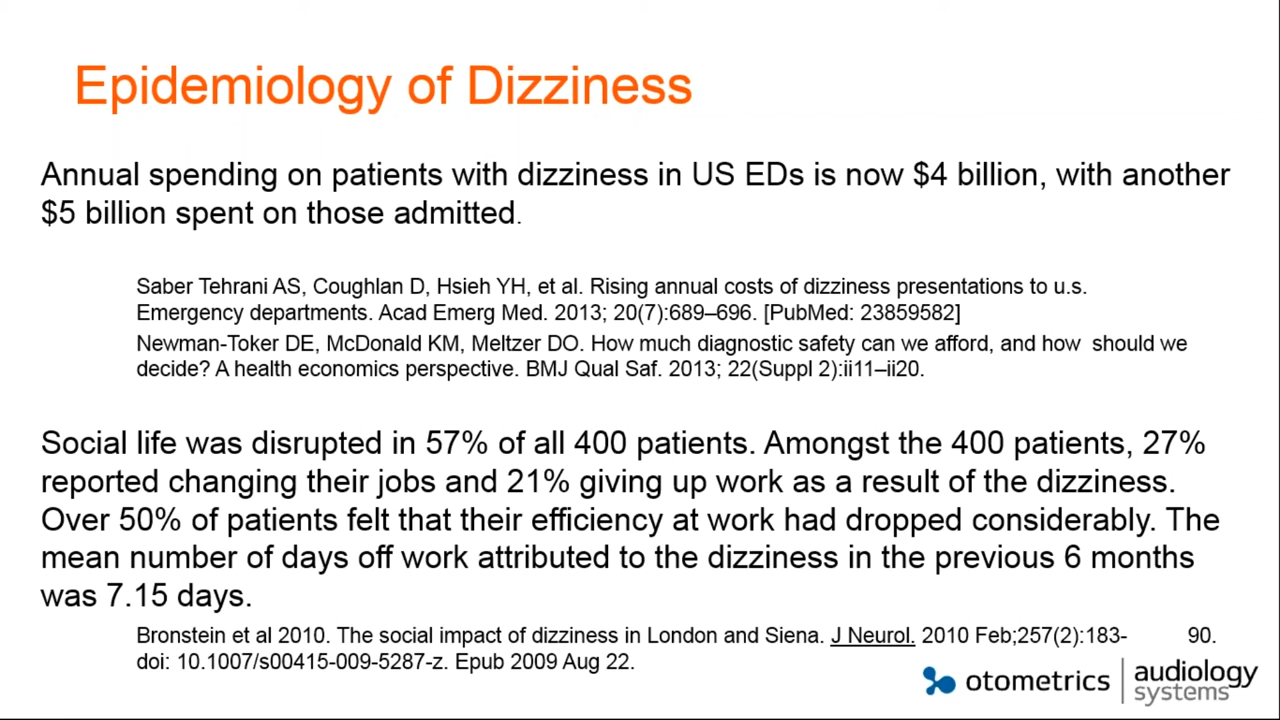 Epidemiology of Dizziness
Annual spending on patients with dizziness in US EDs is now $4 billion, with another
$5 billion spent on those admitted.
Saber Tehrani AS, Coughlan D, Hsieh YH, et al. Rising annual costs of dizziness presentations to u.s.
Emergency departments. Acad Emerg Med. 2013; 20(7):689–696. [PubMed: 23859582]
Newman-Toker DE, McDonald KM, Meltzer DO. How much diagnostic safety can we afford, and how should we
decide? A health economics perspective. BMJ Qual Saf. 2013; 22(Suppl 2):ii11–ii20.
Social life was disrupted in 57% of all 400 patients. Amongst the 400 patients, 27%
reported changing their jobs and 21% giving up work as a result of the dizziness.
Over 50% of patients felt that their efficiency at work had dropped considerably. The
mean number of days off work attributed to the dizziness in the previous 6 months
was 7.15 days.
Bronstein et al 2010. The social impact of dizziness in London and Siena. J Neurol. 2010 Feb;257(2):183- 90.
doi: 10.1007/s00415-009-5287-z. Epub 2009 Aug 22.
otometrics
audiology
systems